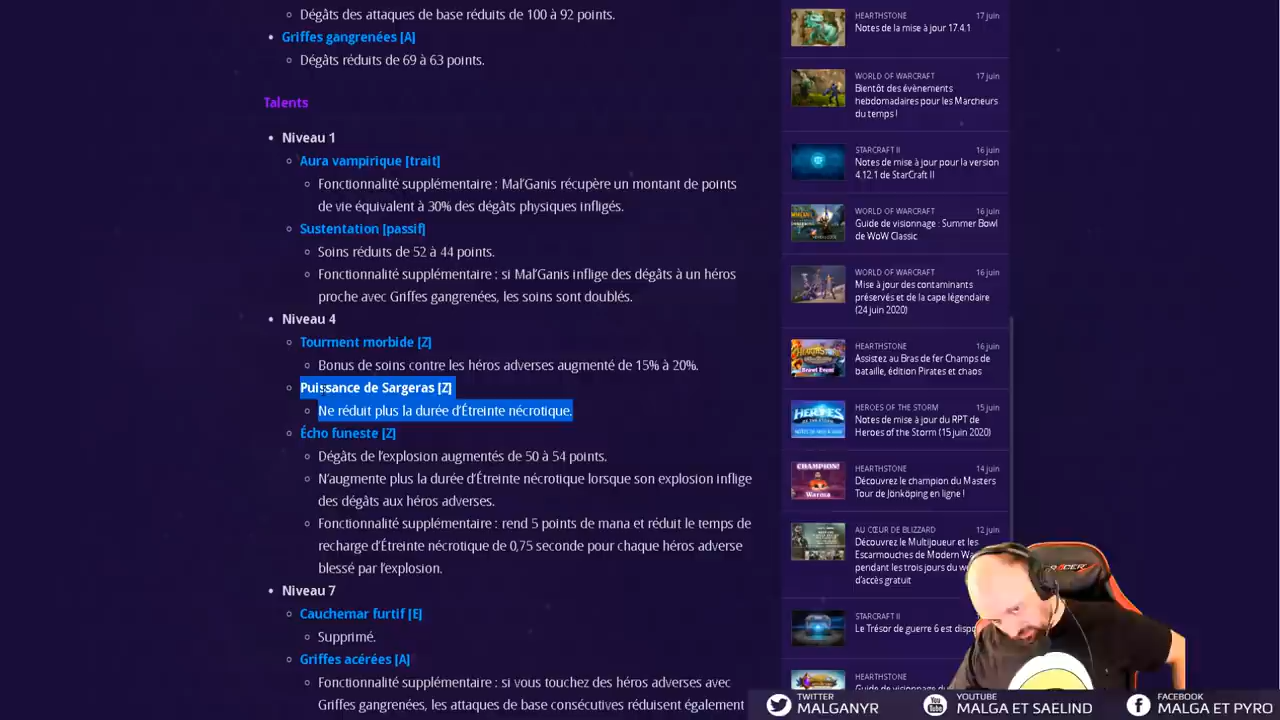 Dégâts des attaques de base réduits de 100 à 92 points.
Griffes gangrenées [A]
Dégâts réduits de 69 à 63 points.
Talents
Niveau 1
Aura vampirique [trait]
Fonctionnalité supplémentaire : Mal'Ganis récupère un montant de points
de vie équivalent à 30% des dégâts physiques infligés.
Sustentation [passif]
Soins réduits de 52 à 44 points.
Fonctionnalité supplémentaire : si Mal'Ganis inflige des dégâts à un héros
proche avec Griffes gangrenées, les soins sont doublés.
Niveau 4
Tourment morbide [Z]
Bonus de soins contre les héros adverses augmenté de 15% à 20%.
Puissance de Sargeras [Z]
Ne réduit plus la durée d'Étreinte nécrotique.
Écho funeste [Z]
Dégâts de l'explosion augmentés de 50 à 54 points.
N'augmente plus la durée d'Étreinte nécrotique lorsque son explosion inflige
des dégâts aux héros adverses.
Fonctionnalité supplémentaire : rend 5 points de mana et réduit le temps de
recharge d'Étreinte nécrotique de 0,75 seconde pour chaque héros adverse
blessé par l'explosion.
Niveau 7
Cauchemar furtif [E]
Supprimé.
Griffes acérées [A]
Fonctionnalité supplémentaire : si vous touchez des héros adverses avec
Griffes gangrenées, les attaques de base consécutives réduisent également
HEARTHSTONE 17 juin
Notes de la mise à jour 17.4.1
WORLD OF WARCRAFT 17 juin
Bientôt des évènements
hebdomadaires pour les Marcheurs
du temps !
STARCRAFT II 16 juin
Notes de mise à jour pour la version
4.12.1 de StarCraft II
WORLD OF WARCRAFT 16 juin
Guide de visionnage : Summer Bowl
de WoW Classic
WORLD OF WARCRAFT 16 juin
Mise à jour des contaminants
préservés et de la cape légendaire
(24 juin 2020)
HEARTHSTONE 16 juin
Assistez au Bras de fer Champs de
bataille, édition Pirates et chaos
HEROES OF THE STORM 15 juin
Notes de mise à jour du RPT de
Heroes of the Storm (15 juin 2020)
HEARTHSTONE 14 juin
Découvrez le champion du Masters
Tour de Jönköping en ligne !
AU CŒUR DE BLIZZARD 12 juin
Découvrez le Multijoueur et les
Escarmouches de Modern
pendant les trois jours du
d'accès gratuit
STARCRAFT II
Le Trésor de guerre 6 est
HEARTHSTONE
Guide de visionnage
TWITTER
MALGANYR
YOUTUBE
MALGA ET SAELIND
FACEBOOK
MALGA ET PYRO